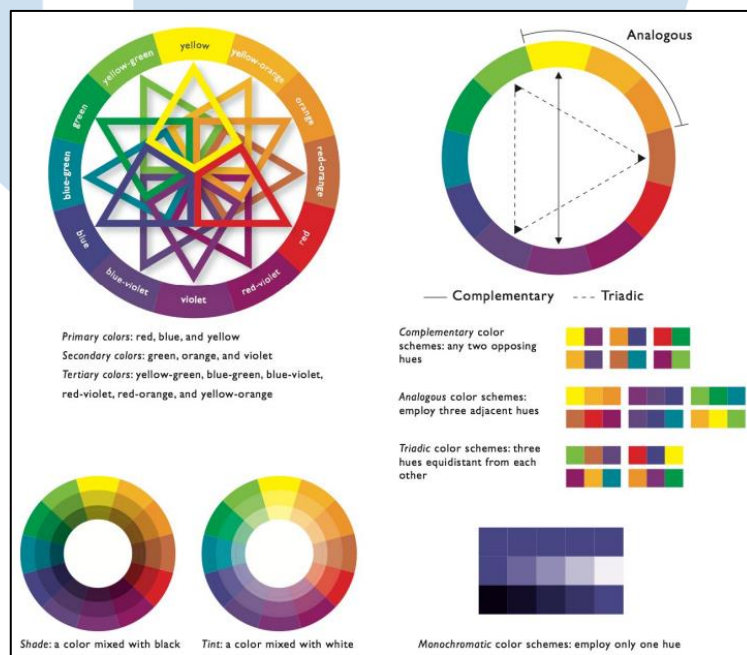 yellow
yellow-orange
orange
red-orange
red
red-violet
violet
blue-violet
blue
blue-green
green
yellow-green
Primary colors: red, blue, and yellow
Secondary colors: green, orange, and violet
Tertiary colors: yellow-green, blue-green, blue-violet,
red-violet, red-orange, and yellow-orange
Analogous
Complementary
Triadic
Complementary color
schemes: any two opposing
hues
Analogous color schemes:
employ three adjacent hues
Triadic color schemes: three
hues equidistant from each
other
Shade: a color mixed with black
Tint: a color mixed with white
Monochromatic color schemes: employ only one hue